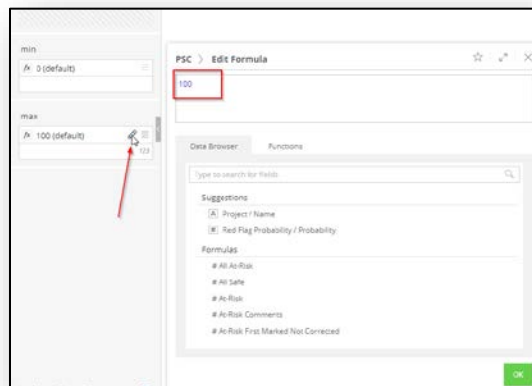 min
fx 0 (default)
max
fx 100 (default)
123
PSC > Edit Formula
100
Data Browser Functions
Type to search for fields
Suggestions
A Project / Name
# Red Flag Probability / Probability
Formulas
# All At-Risk
# All Safe
# At-Risk
# At-Risk Comments
# At-Risk First Marked Not Corrected
OK